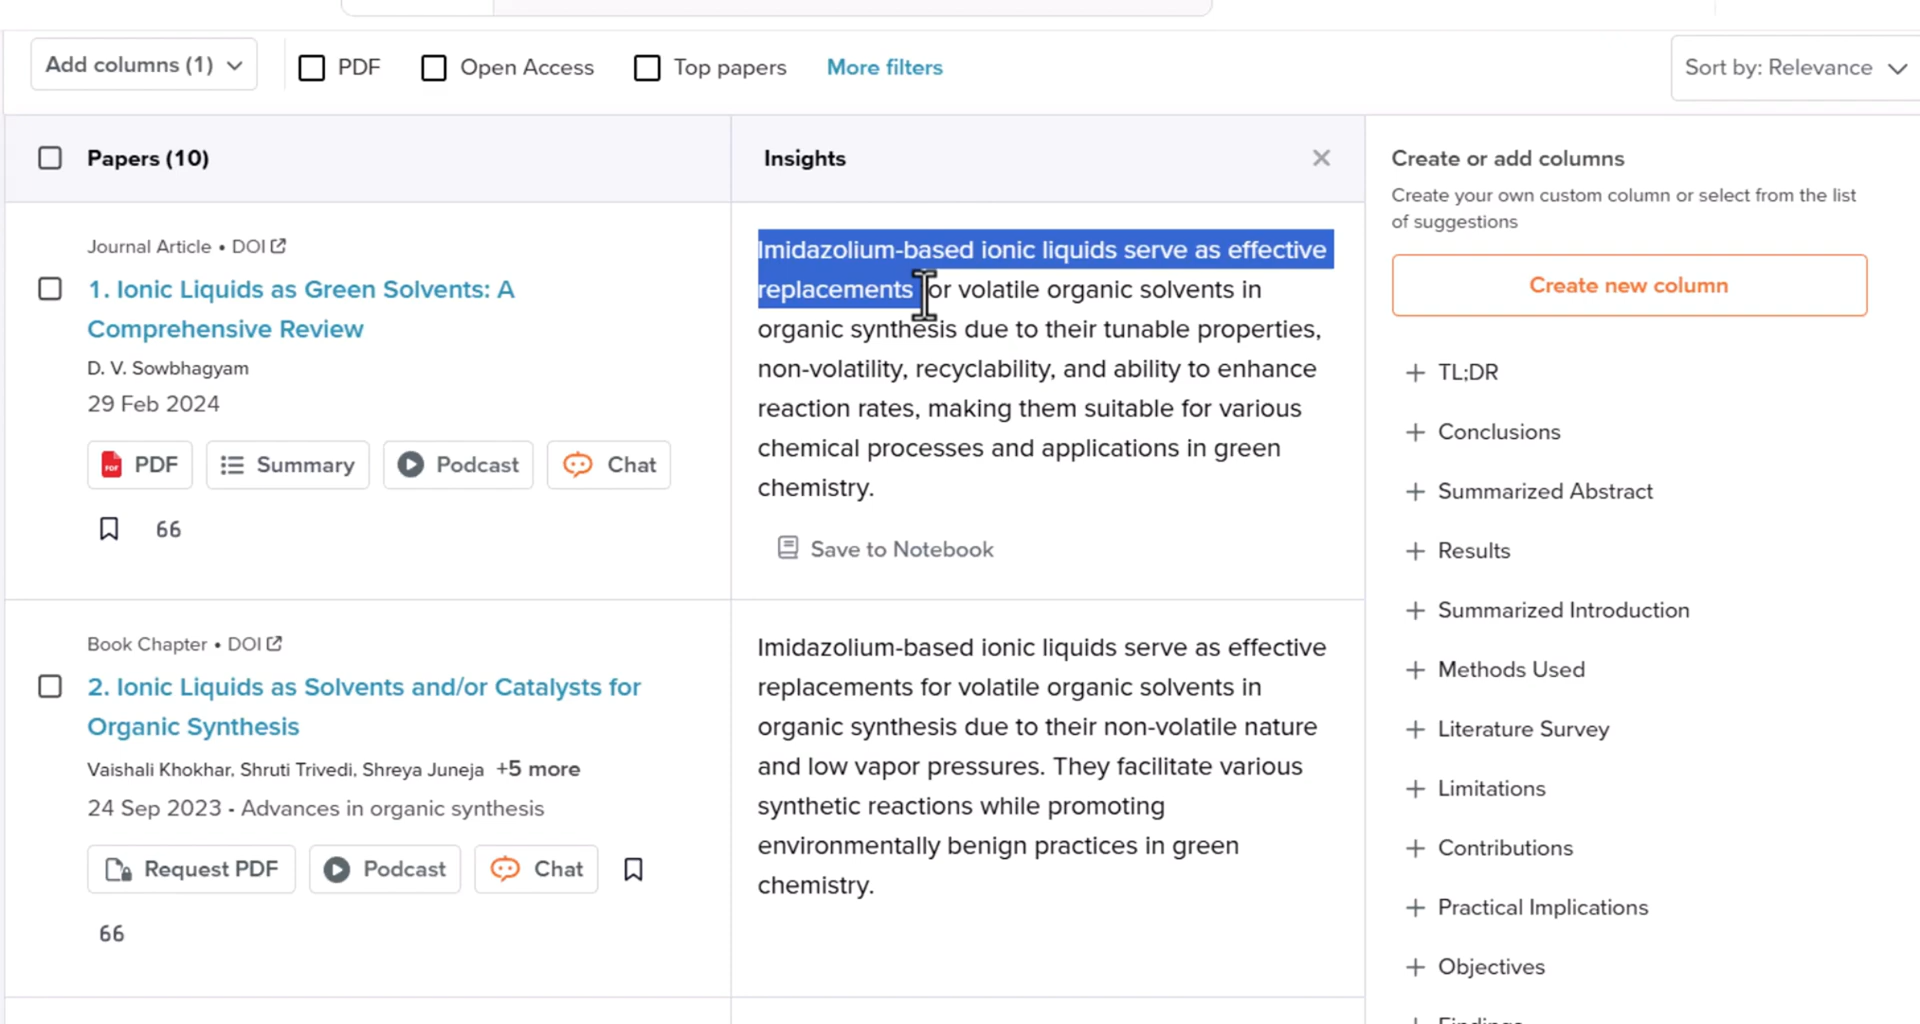 Add columns (1)
PDF
Open Access
Top papers
More filters
Sort by: Relevance
Papers (10)
Insights
Journal Article • DOI
1. Ionic Liquids as Green Solvents: A
Comprehensive Review
D. V. Sowbhagyam
29 Feb 2024
PDF
Summary
Podcast
Chat
Imidazolium-based ionic liquids serve as effective
replacements for volatile organic solvents in
organic synthesis due to their tunable properties,
non-volatility, recyclability, and ability to enhance
reaction rates, making them suitable for various
chemical processes and applications in green
chemistry.
Save to Notebook
Book Chapter • DOI
2. Ionic Liquids as Solvents and/or Catalysts for
Organic Synthesis
Vaishali Khokhar, Shruti Trivedi, Shreya Juneja +5 more
24 Sep 2023 - Advances in organic synthesis
Request PDF
Podcast
Chat
Imidazolium-based ionic liquids serve as effective
replacements for volatile organic solvents in
organic synthesis due to their non-volatile nature
and low vapor pressures. They facilitate various
synthetic reactions while promoting
environmentally benign practices in green
chemistry.
Create or add columns
Create your own custom column or select from the list
of suggestions
Create new column
TL;DR
Conclusions
Summarized Abstract
Results
Summarized Introduction
Methods Used
Literature Survey
Limitations
Contributions
Practical Implications
Objectives